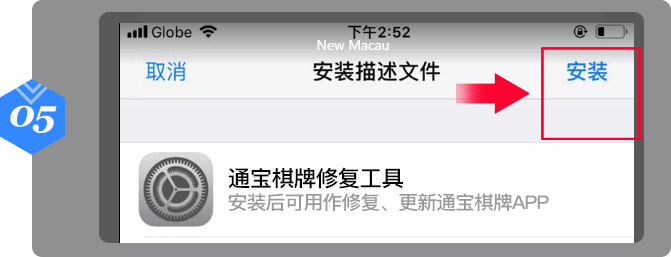 Globe 下午2:52
New Macau
取消 安装描述文件 安装
05
通宝棋牌修复工具
安装后可用作修复、更新通宝棋牌APP